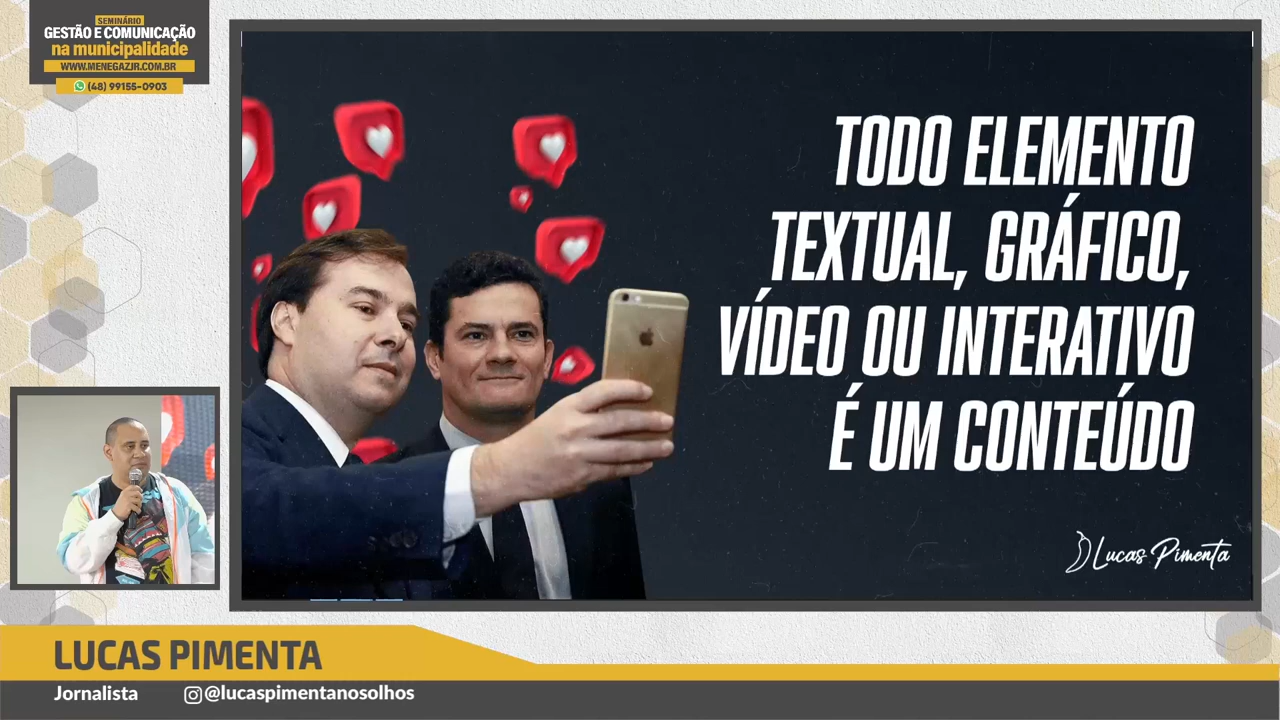 SEMINÁRIO
GESTÃO E COMUNICAÇÃO
na municipalidade
WWW.MENEGAZJR.COM.BR
(48) 99155-0903
TODO ELEMENTO
TEXTUAL, GRÁFICO,
VÍDEO OU INTERATIVO
É UM CONTEÚDO
Lucas Pimenta
LUCAS PIMENTA
Jornalista @lucaspimentanosolhos